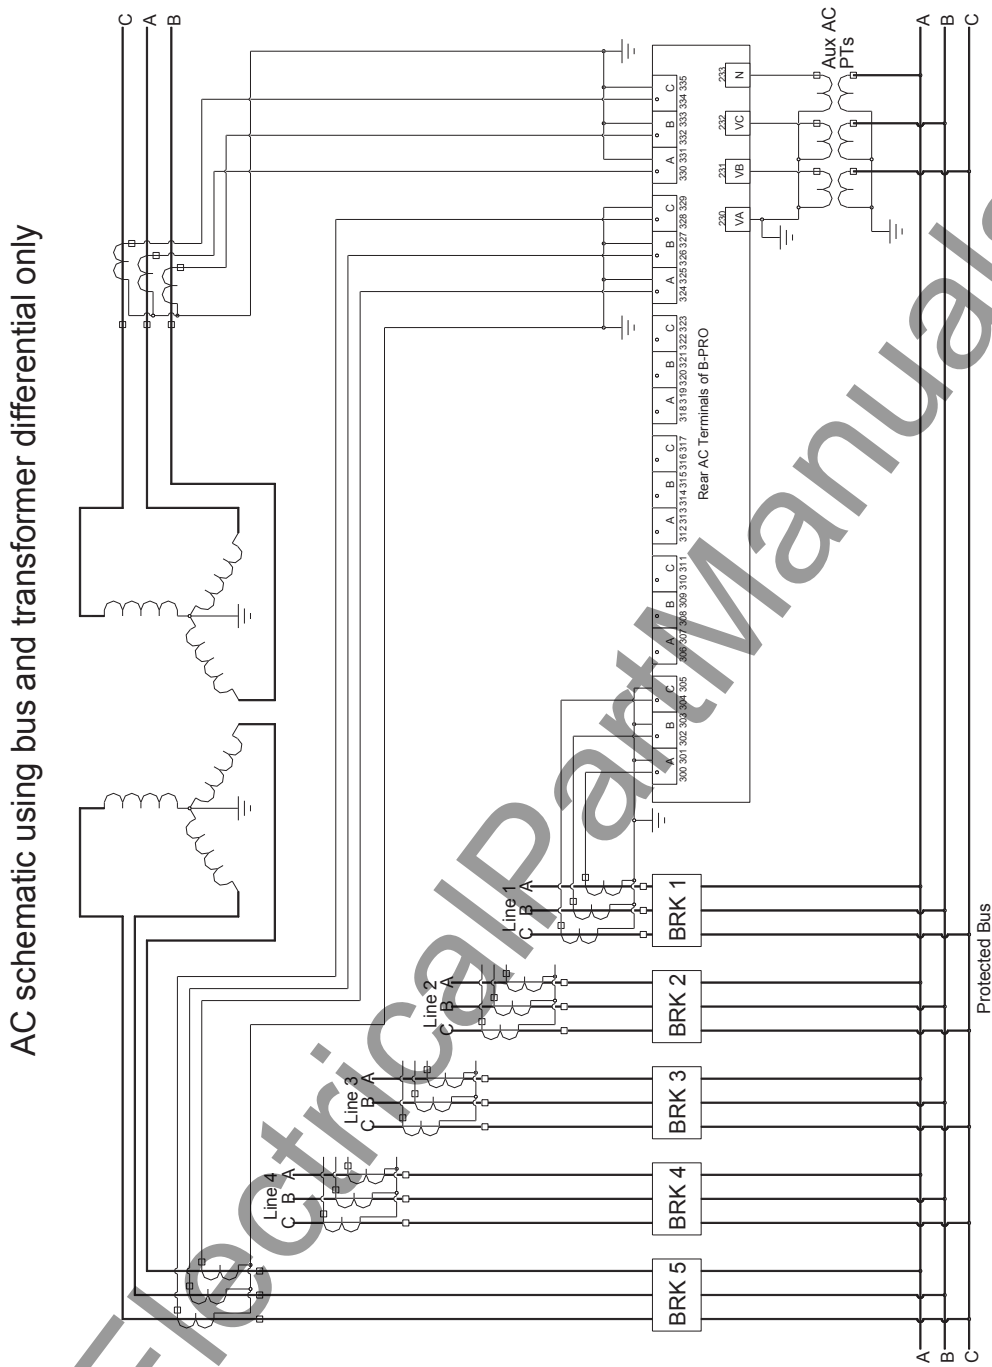 AC schematic using bus and transformer differential only
C
A
B
A
B
C
Aux AC
PTs
233 N
232 VC
231 VB
230 VA
A B C
330 331 332 333 334 335
A B C
324 325 326 327 328 329
A B C
318 319 320 321 322 323
A B C
312 313 314 315 316 317
A B C
306 307 308 309 310 311
A B C
300 301 302 303 304 305
Rear AC Terminals of B-PRO
Line 1
C B A
BRK 1
Line 2
C B A
BRK 2
Line 3
C B A
BRK 3
Line 4
C B A
BRK 4
BRK 5
A
B
C
Protected Bus
ElectricalPartManuals